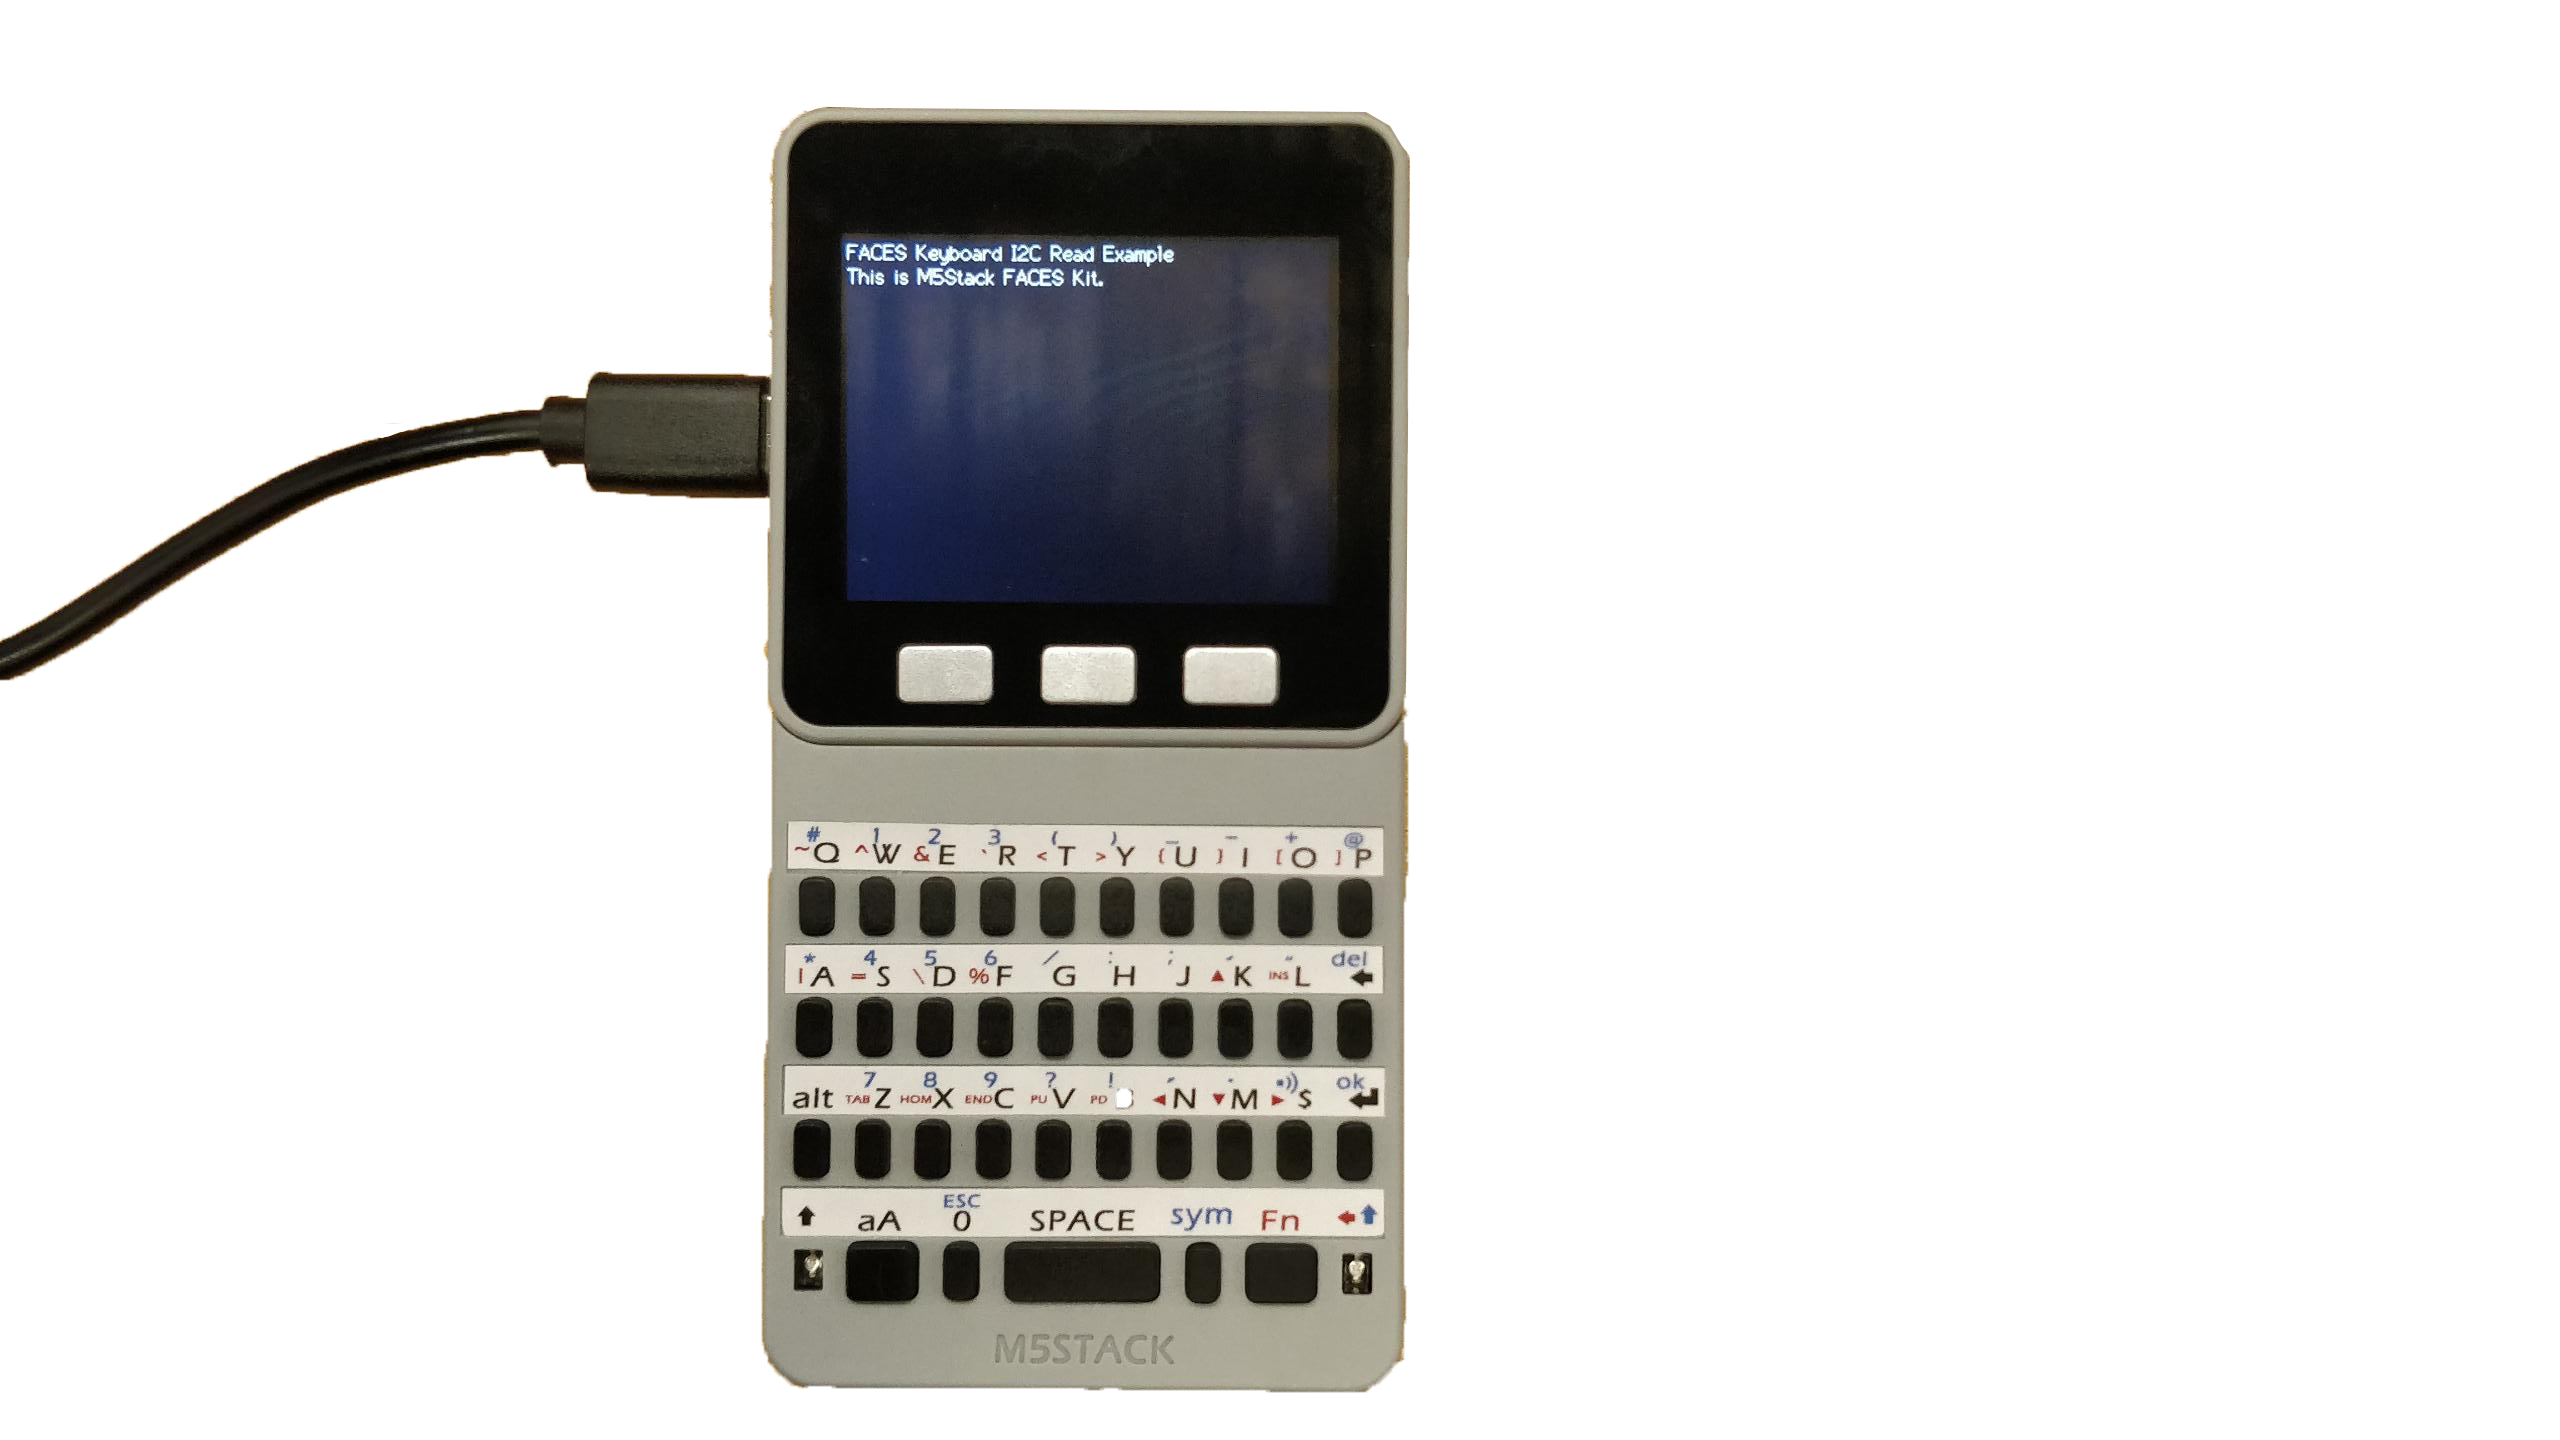 FACES Keyboard I2C Read Example
This is M5Stack FACES Kit.
# 1 2 3 ( ) _ - + @
~Q ^W &E `R <T >Y {U }I [O ]P
* 4 5 6 / : ; ' " del
|A =S \D %F G H J ▲K INS L ←
7 8 9 ? ! , . ok
alt TAB Z HOM X END C PU V PD ◄N ▼M ►$ ↵
ESC
⬆ aA 0 SPACE sym Fn ← ⬆
M5STACK